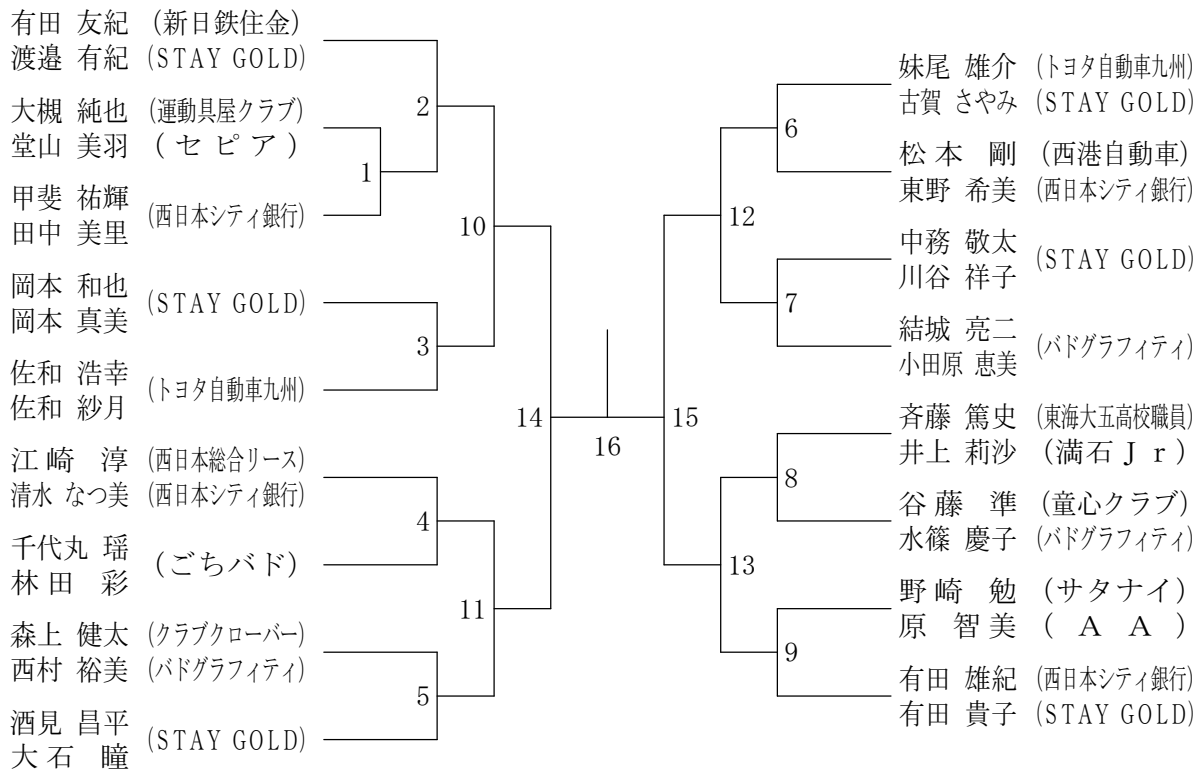 有田 友紀 (新日鉄住金)
渡邉 有紀 (STAY GOLD)
大槻 純也 (運動具屋クラブ)
堂山 美羽 (セピア)
甲斐 祐輝
田中 美里
(西日本シティ銀行)
岡本 和也
岡本 真美
(STAY GOLD)
佐和 浩幸
佐和 紗月
(トヨタ自動車九州)
江崎 淳 (西日本総合リース)
清水 なつ美 (西日本シティ銀行)
千代丸 瑶
林田 彩
(ごちバド)
森上 健太 (クラブクローバー)
西村 裕美 (バドグラフィティ)
酒見 昌平
大石 瞳
(STAY GOLD)
2
1
10
3
14
4
11
5
16
15
12
6
7
13
8
9
妹尾 雄介 (トヨタ自動車九州)
古賀 さやみ (STAY GOLD)
松本 剛 (西港自動車)
東野 希美 (西日本シティ銀行)
中務 敬太
川谷 祥子
(STAY GOLD)
結城 亮二
小田原 恵美
(バドグラフィティ)
斉藤 篤史 (東海大五高校職員)
井上 莉沙 (満石Jr)
谷藤 準 (童心クラブ)
水篠 慶子 (バドグラフィティ)
野崎 勉 (サタナイ)
原 智美 (AA)
有田 雄紀 (西日本シティ銀行)
有田 貴子 (STAY GOLD)